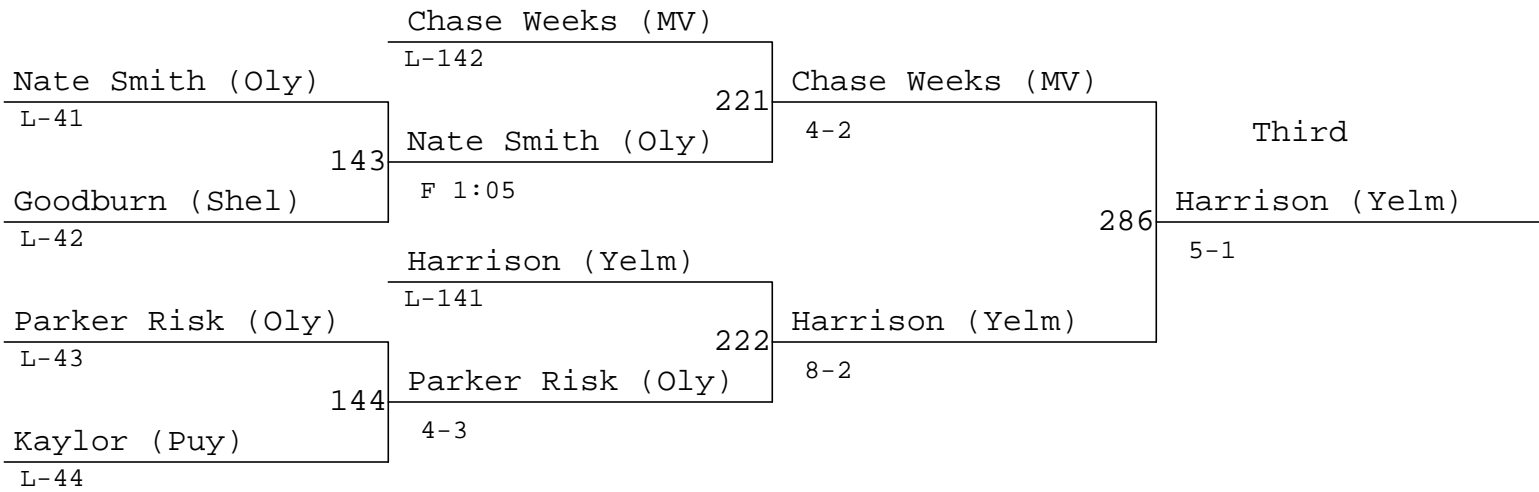 Chase Weeks (MV)
L-142
Nate Smith (Oly)
L-41
221
Chase Weeks (MV)
4-2
Third
143
Nate Smith (Oly)
F 1:05
Goodburn (Shel)
L-42
286
Harrison (Yelm)
5-1
Harrison (Yelm)
L-141
Parker Risk (Oly)
L-43
222
Harrison (Yelm)
8-2
144
Parker Risk (Oly)
4-3
Kaylor (Puy)
L-44